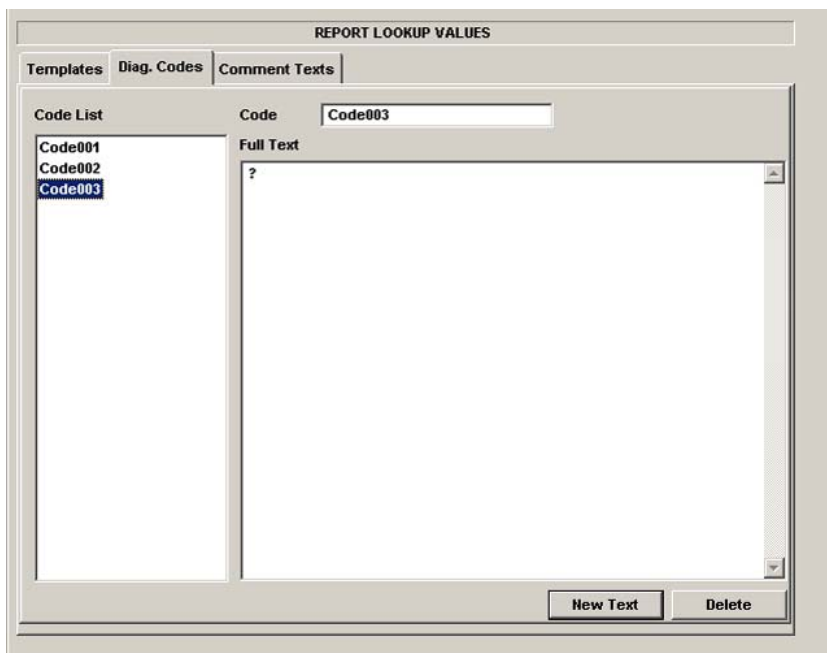 REPORT LOOKUP VALUES
Templates Diag. Codes Comment Texts
Code List Code Code003
Full Text
Code001
Code002
Code003
?
New Text Delete